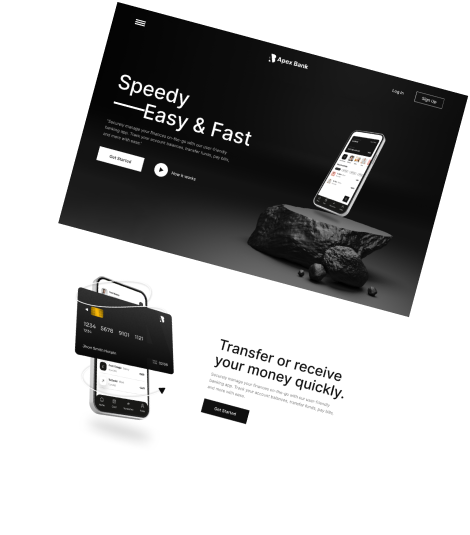 Apex Bank
Log in
Sign Up
Speedy
Easy & Fast
"Securely manage your finances on-the-go with our user-friendly
banking app. Track your account balances, transfer funds, pay bills,
and more with ease."
Get Started
How it works
1234 5678 9101 1121
1234
Transfer or receive
your money quickly.
Securely manage your finances on-the-go with our user-friendly
banking app. Track your account balances, transfer funds, pay bills,
and more with ease.
Get Started